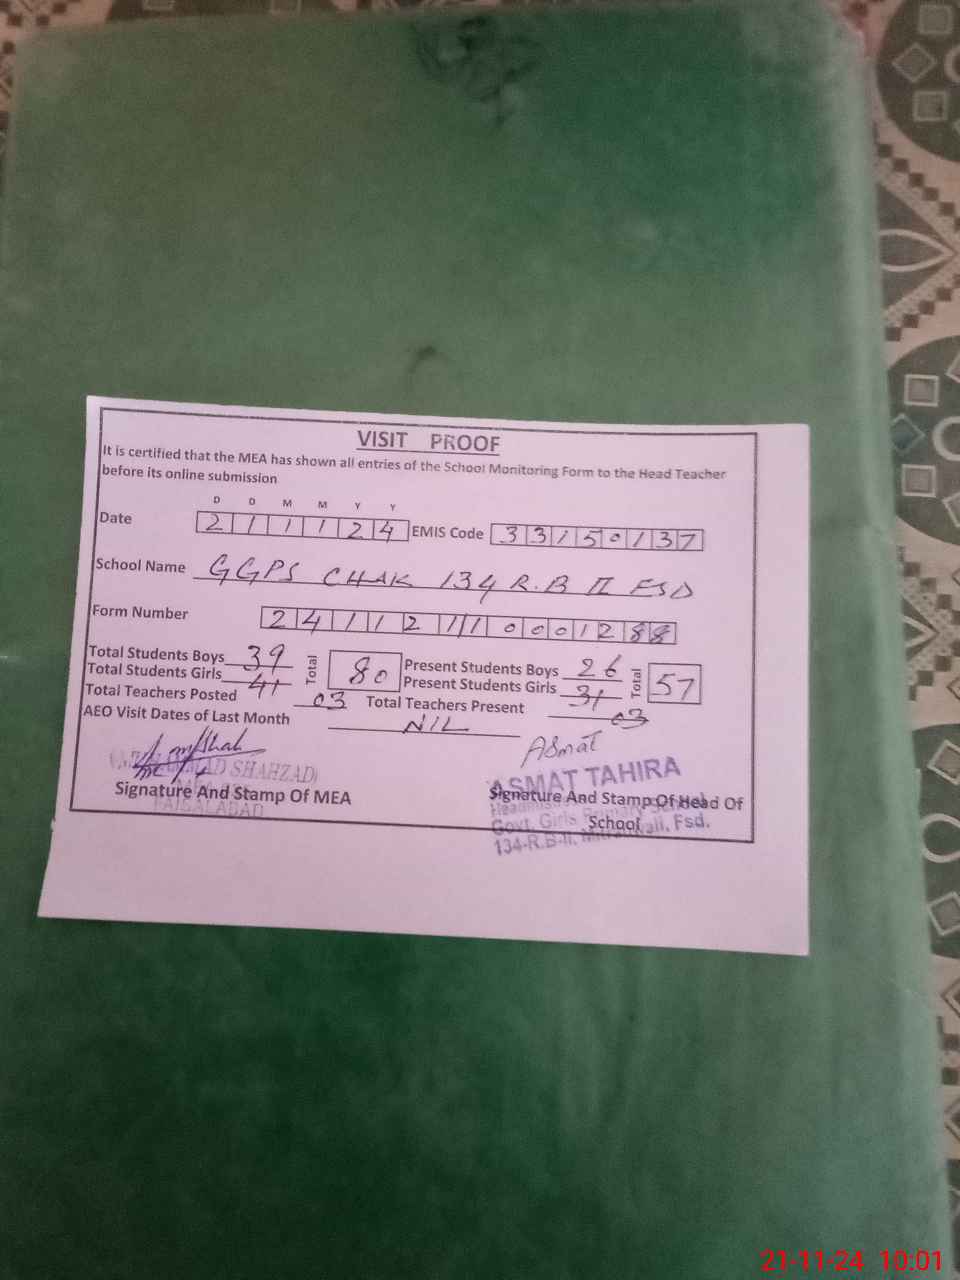 VISIT PROOF
It is certified that the MEA has shown all entries of the School Monitoring Form to the Head Teacher
before its online submission
D D M M Y Y
Date 2 1 1 1 2 4 EMIS Code 3 3 1 5 0 1 3 7
School Name GGPS CHAK 134 R.B II FSD
Form Number 2 4 1 1 2 1 1 0 0 0 1 2 8 8
Total Students Boys 39 Total 80 Present Students Boys 26 Total 57
Total Students Girls 41 Present Students Girls 31
Total Teachers Posted 03 Total Teachers Present 03
AEO Visit Dates of Last Month NIL
Asmat
SHAHZAD)
ASMAT TAHIRA
Signature And Stamp Of MEA
Signature And Stamp Of Head Of
School
FAISALABAD
Govt. Girls Primary Fsd.
134-R.B-II,
21-11-24 10:01